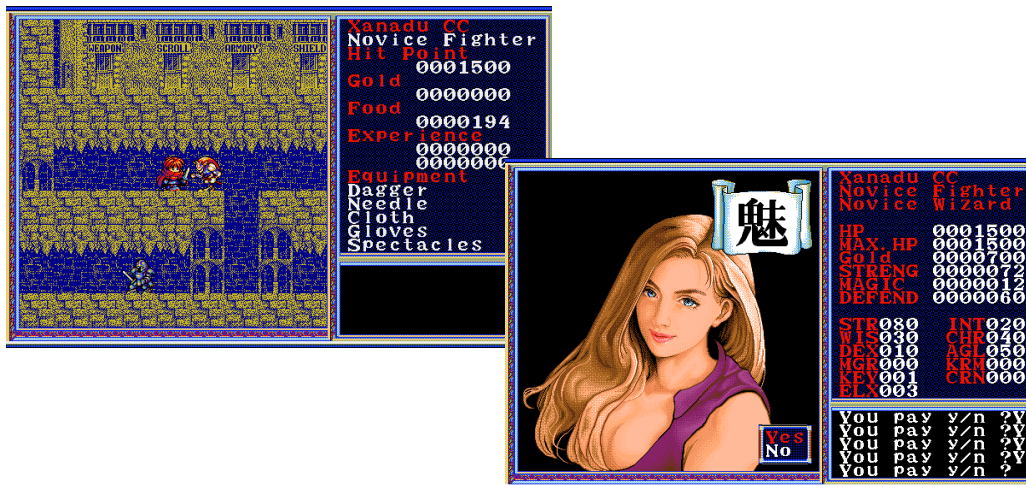 WEAPON SCROLL ARMORY SHIELD
Xanadu CC
Novice Fighter
Hit Point
0001500
Gold
0000000
Food
0000194
Experience
0000000
0000000
Equipment
Dagger
Needle
Cloth
Gloves
Spectacles
魅
Yes
No
Xanadu CC
Novice Fighter
Novice Wizard
HP 0001500
MAX.HP 0001500
Gold 0000700
STRENG 0000072
MAGIC 0000012
DEFEND 0000060
STR080 INT020
WIS030 CHR040
DEX010 AGL050
MGR000 KRM000
KEY001 CRN000
ELX003
You pay y/n ?Y
You pay y/n ?Y
You pay y/n ?Y
You pay y/n ?Y
You pay y/n ?